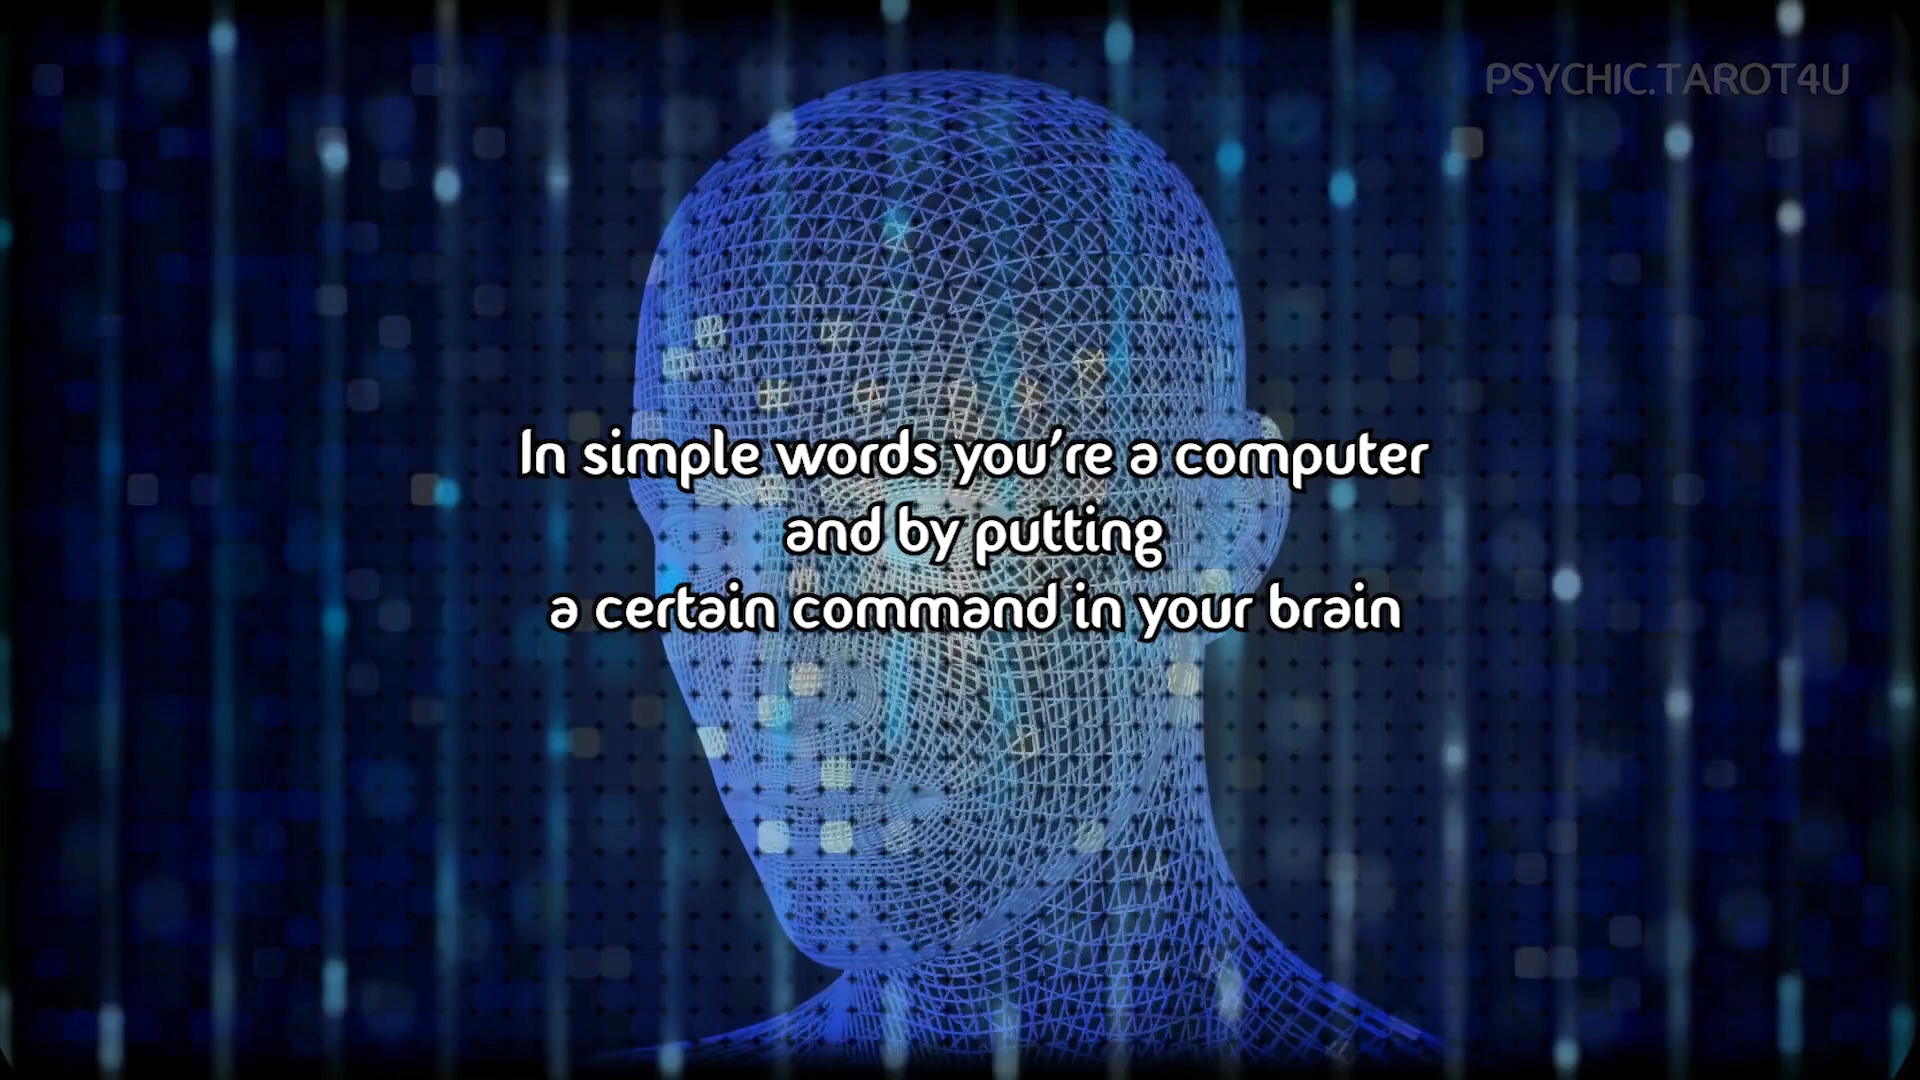 PSYCHIC.TAROT4U
In simple words you're a computer
and by putting
a certain command in your brain